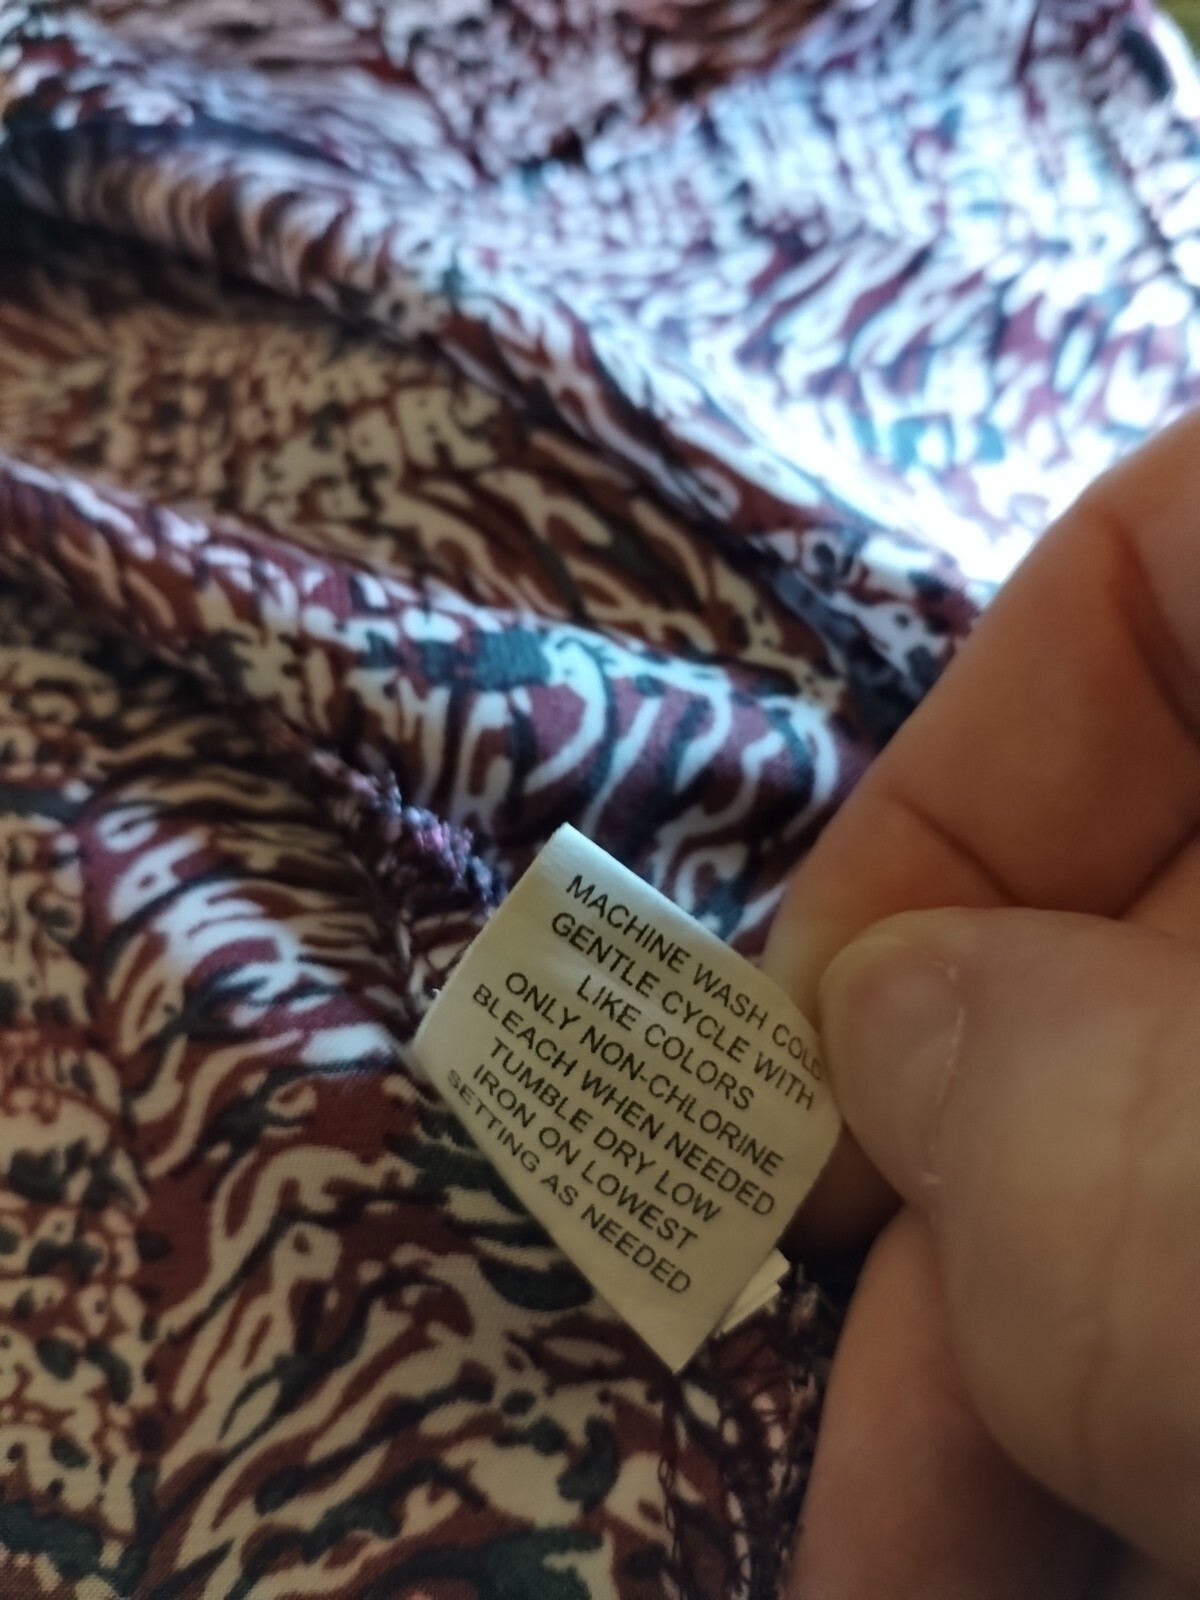 MACHINE WASH COLD
GENTLE CYCLE WITH
LIKE COLORS
ONLY NON-CHLORINE
BLEACH WHEN NEEDED
TUMBLE DRY LOW
IRON ON LOWEST
SETTING AS NEEDED